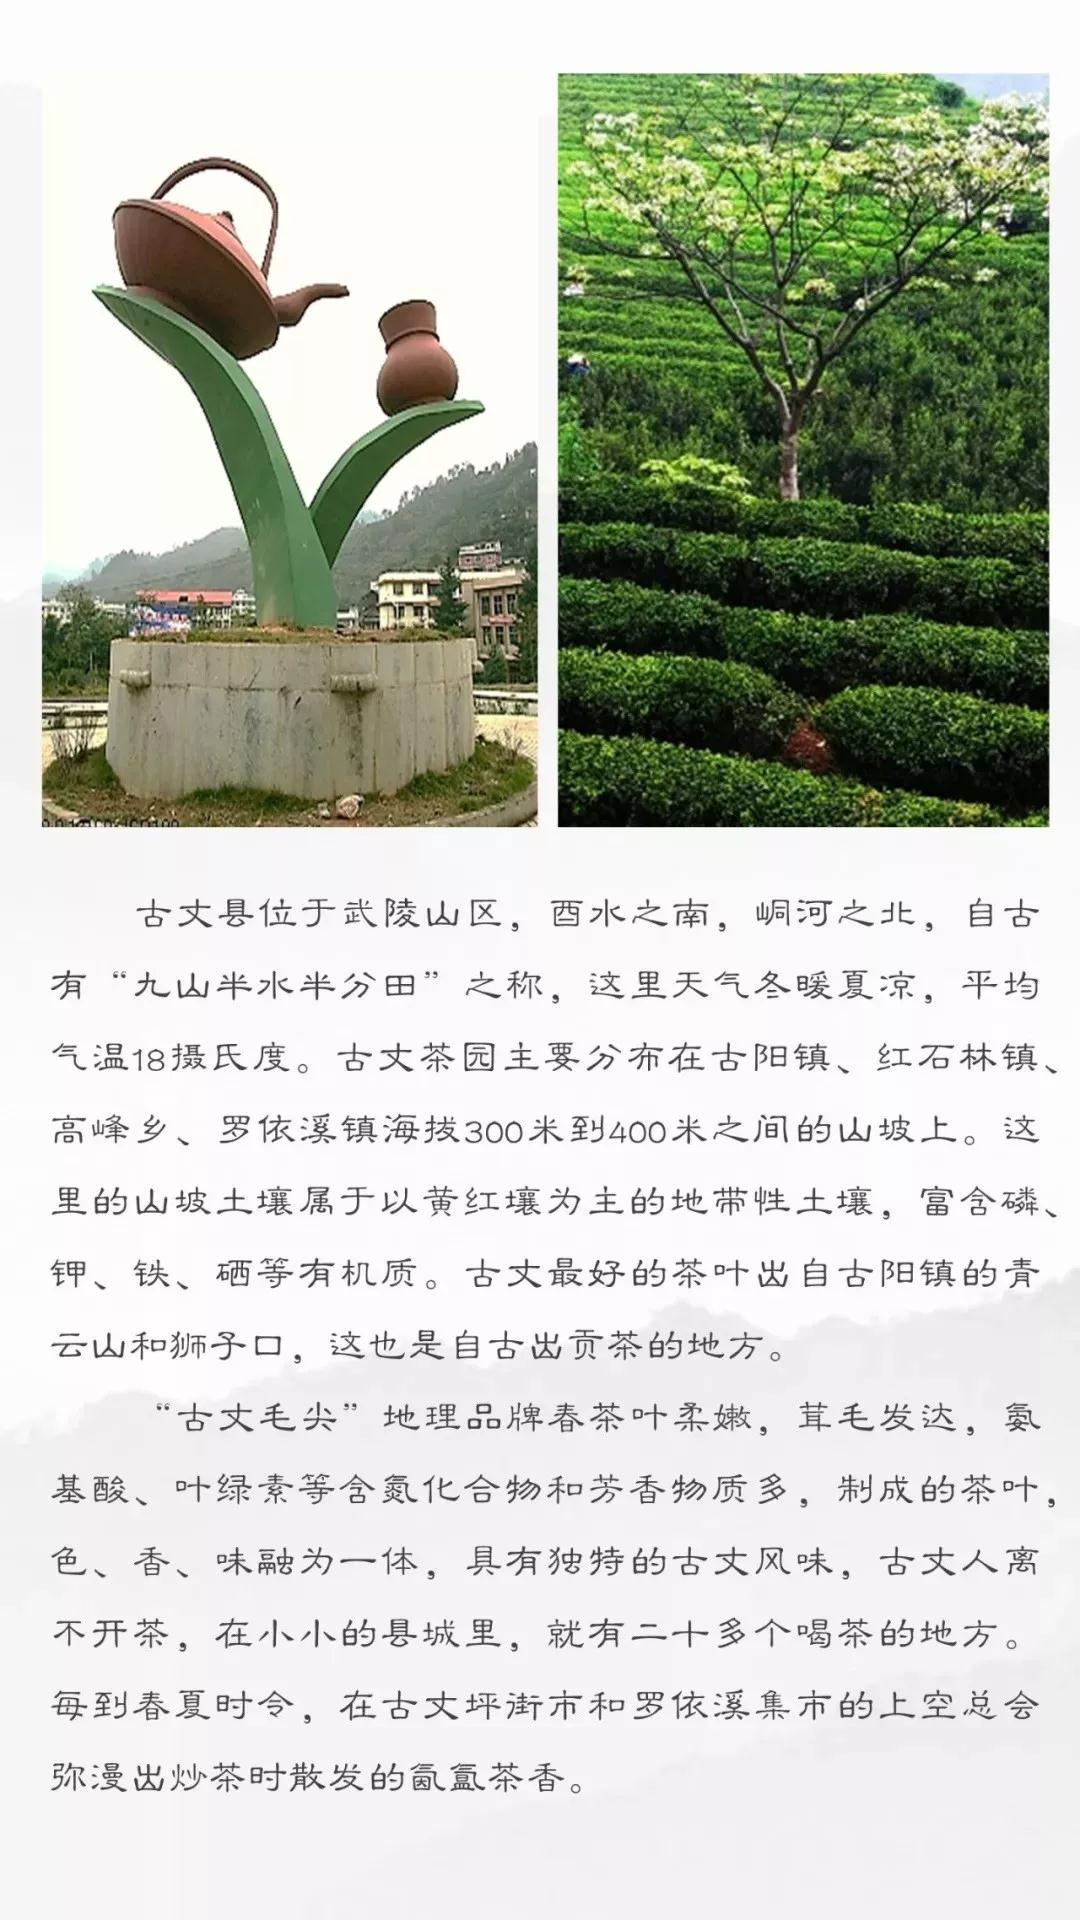 古丈县位于武陵山区，酉水之南，峒河之北，自古
有“九山半水半分田”之称，这里天气冬暖夏凉，平均
气温18摄氏度。古丈茶园主要分布在古阳镇、红石林镇、
高峰乡、罗依溪镇海拔300米到400米之间的山坡上。这
里的山坡土壤属于以黄红壤为主的地带性土壤，富含磷、
钾、铁、硒等有机质。古丈最好的茶叶出自古阳镇的青
云山和狮子口，这也是自古出贡茶的地方。
“古丈毛尖”地理品牌春茶叶柔嫩，茸毛发达，氨
基酸、叶绿素等含氮化合物和芳香物质多，制成的茶叶，
色、香、味融为一体，具有独特的古丈风味，古丈人离
不开茶，在小小的县城里，就有二十多个喝茶的地方。
每到春夏时令，在古丈坪街市和罗依溪集市的上空总会
弥漫出炒茶时散发的氤氲茶香。